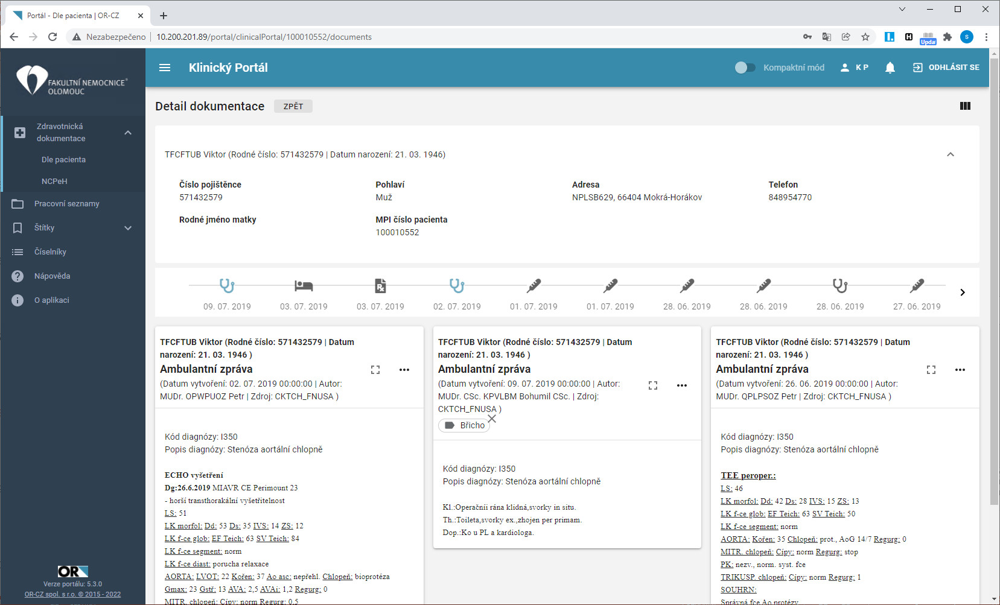 Portál - Dle pacienta | OR-CZ
Nezabezpečeno
10.200.201.89/portal/clinicalPortal/100010552/documents
Updat
s
FAKULTNÍ NEMOCNICE®
OLOMOUC
Klinický Portál
Kompaktní mód
K P
ODHLÁSIT SE
Zdravotnická
dokumentace
Dle pacienta
NCPeH
Pracovní seznamy
Štítky
Číselníky
Nápověda
O aplikaci
OR
Verze portálu: 5.3.0
OR-CZ spol. s r.o. © 2015 - 2022
Detail dokumentace
ZPĚT
TFCFTUB Viktor (Rodné číslo: 571432579 | Datum narození: 21. 03. 1946)
Číslo pojištěnce
571432579
Pohlaví
Muž
Adresa
NPLSB629, 66404 Mokrá-Horákov
Telefon
848954770
Rodné jméno matky
MPI číslo pacienta
100010552
09. 07. 2019
03. 07. 2019
03. 07. 2019
02. 07. 2019
01. 07. 2019
01. 07. 2019
28. 06. 2019
28. 06. 2019
28. 06. 2019
27. 06. 2019
TFCFTUB Viktor (Rodné číslo: 571432579 | Datum
narození: 21. 03. 1946 )
Ambulantní zpráva
(Datum vytvoření: 02. 07. 2019 00:00:00 | Autor:
MUDr. OPWPUOZ Petr | Zdroj: CKTCH_FNUSA )
Kód diagnózy: I350
Popis diagnózy: Stenóza aortální chlopně
ECHO vyšetření
Dg:26.6.2019 MIAVR CE Perimount 23
- horší transthorakální vyšetřitelnost
LS: 51
LK morfol: Dd: 53 Ds: 35 IVS: 14 ZS: 12
LK f-ce glob: EF Teich: 63 SV Teich: 84
LK f-ce segment: norm
LK f-ce diast: porucha relaxace
AORTA: LVOT: 22 Kořen: 37 Ao asc: nepřehl. Chlopeň: bioprotéza
Gmax: 23 Gstř: 13 AVA: 2,5 AVAi: 1,2 Regurg: 0
MITR. chlopeň: Cípy: norm Regurg: 0,5
TFCFTUB Viktor (Rodné číslo: 571432579 | Datum
narození: 21. 03. 1946 )
Ambulantní zpráva
(Datum vytvoření: 09. 07. 2019 00:00:00 | Autor:
MUDr. CSc. KPVLBM Bohumil CSc. | Zdroj:
CKTCH_FNUSA )
Břicho
Kód diagnózy: I350
Popis diagnózy: Stenóza aortální chlopně
Kl.:Operačníi rána klidná,svorky in situ.
Th.:Toileta,svorky ex.,zhojen per primam.
Dop.:Ko u PL a kardiologa.
TFCFTUB Viktor (Rodné číslo: 571432579 | Datum
narození: 21. 03. 1946 )
Ambulantní zpráva
(Datum vytvoření: 26. 06. 2019 00:00:00 | Autor:
MUDr. QPLPSOZ Petr | Zdroj: CKTCH_FNUSA )
Kód diagnózy: I350
Popis diagnózy: Stenóza aortální chlopně
TEE peroper.:
LS: 46
LK morfol: Dd: 42 Ds: 28 IVS: 15 ZS: 13
LK f-ce glob: EF Teich: 63 SV Teich: 50
LK f-ce segment: norm
AORTA: Kořen: 35 Chlopeň: prot., AoG 14/7 Regurg: 0
MITR. chlopeň: Cípy: norm Regurg: stop
PK: nezv., norm. syst. fce
TRIKUSP. chlopeň: Cípy: norm Regurg: 1
SOUHRN:
Správná fce Ao protézy